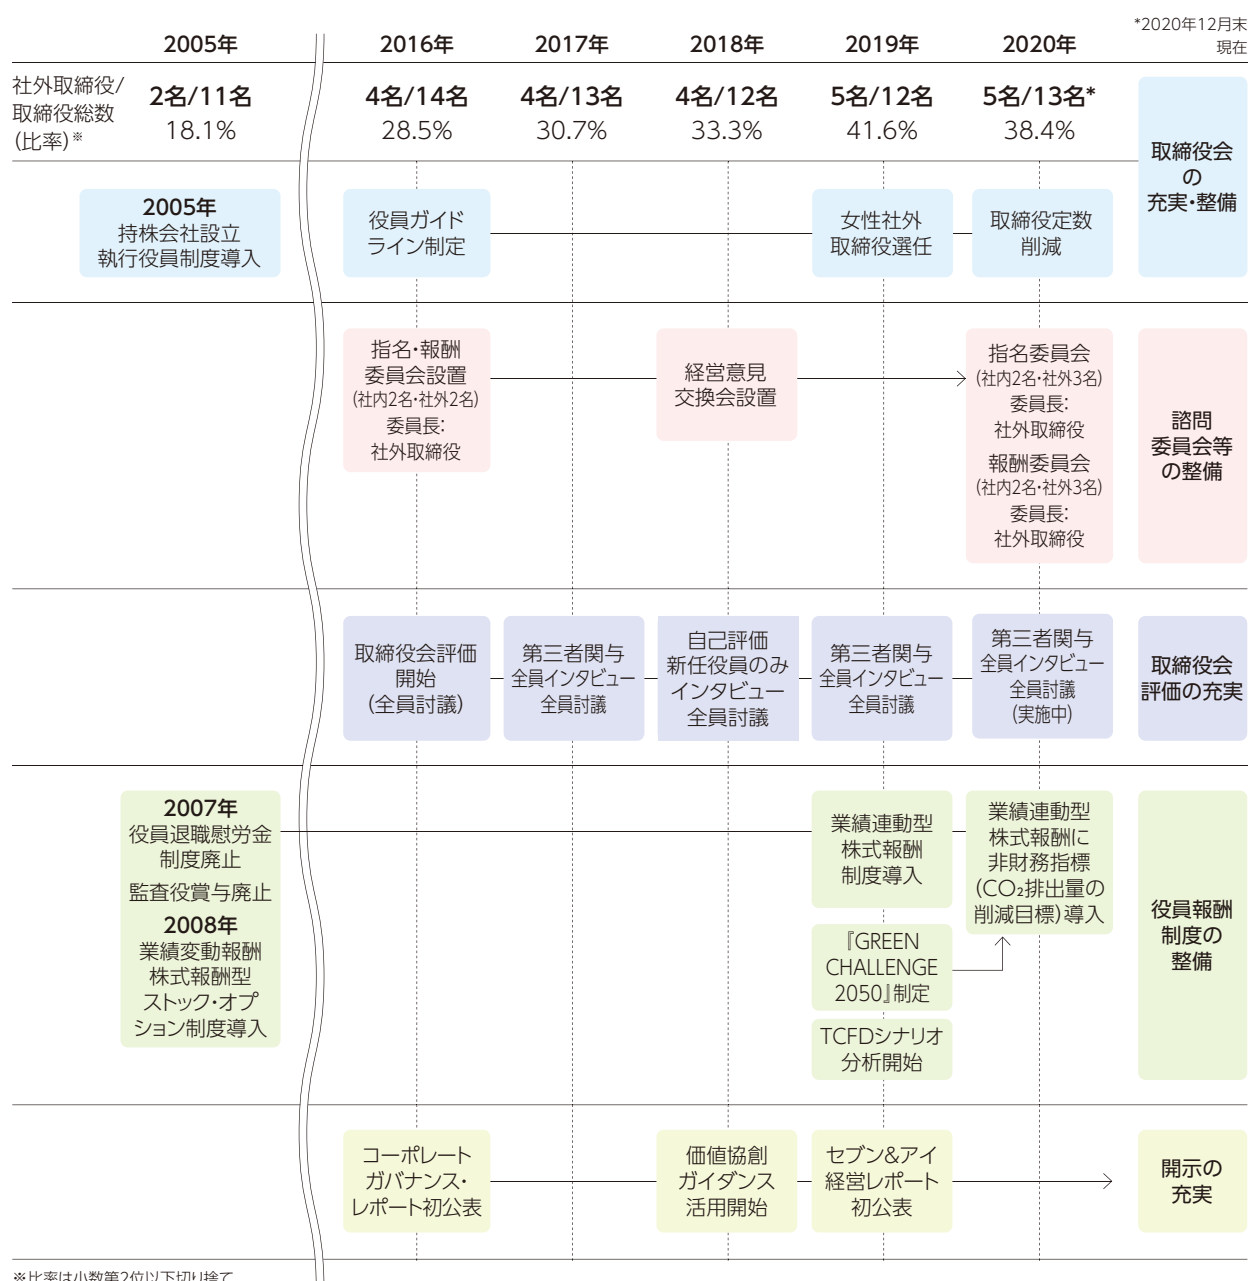 *2020年12月末
現在
2005年
2016年
2017年
2018年
2019年
2020年
社外取締役/
取締役総数
(比率)※
2名/11名
18.1%
4名/14名
28.5%
4名/13名
30.7%
4名/12名
33.3%
5名/12名
41.6%
5名/13名*
38.4%
取締役会
の
充実・整備
2005年
持株会社設立
執行役員制度導入
役員ガイド
ライン制定
女性社外
取締役選任
取締役定数
削減
指名・報酬
委員会設置
(社内2名・社外2名)
委員長:
社外取締役
経営意見
交換会設置
指名委員会
(社内2名・社外3名)
委員長:
社外取締役
報酬委員会
(社内2名・社外3名)
委員長:
社外取締役
諮問
委員会等
の整備
取締役会評価
開始
(全員討議)
第三者関与
全員インタビュー
全員討議
自己評価
新任役員のみ
インタビュー
全員討議
第三者関与
全員インタビュー
全員討議
第三者関与
全員インタビュー
全員討議
(実施中)
取締役会
評価の充実
2007年
役員退職慰労金
制度廃止
監査役賞与廃止
2008年
業績変動報酬
株式報酬型
ストック・オプ
ション制度導入
業績連動型
株式報酬
制度導入
『GREEN
CHALLENGE
2050』制定
TCFDシナリオ
分析開始
業績連動型
株式報酬に
非財務指標
(CO₂排出量の
削減目標)導入
役員報酬
制度の
整備
コーポレート
ガバナンス・
レポート初公表
価値協創
ガイダンス
活用開始
セブン&アイ
経営レポート
初公表
開示の
充実
※比率は小数第2位以下切り捨て